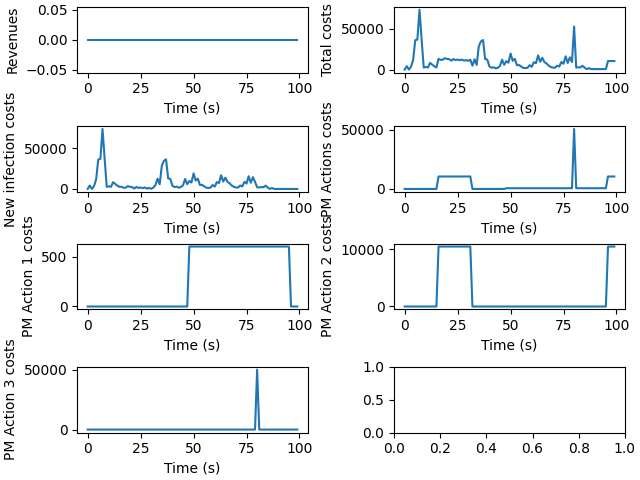 Revenues
0.05
0.00
−0.05
0 25 50 75 100
Time (s)
Total costs
50000
0
0 25 50 75 100
Time (s)
New infection costs
50000
0
0 25 50 75 100
Time (s)
PM Actions costs
50000
0
0 25 50 75 100
Time (s)
PM Action 1 costs
500
0
0 25 50 75 100
Time (s)
PM Action 2 costs
10000
0
0 25 50 75 100
Time (s)
PM Action 3 costs
50000
0
0 25 50 75 100
Time (s)
1.0
0.5
0.0
0.0 0.2 0.4 0.6 0.8 1.0